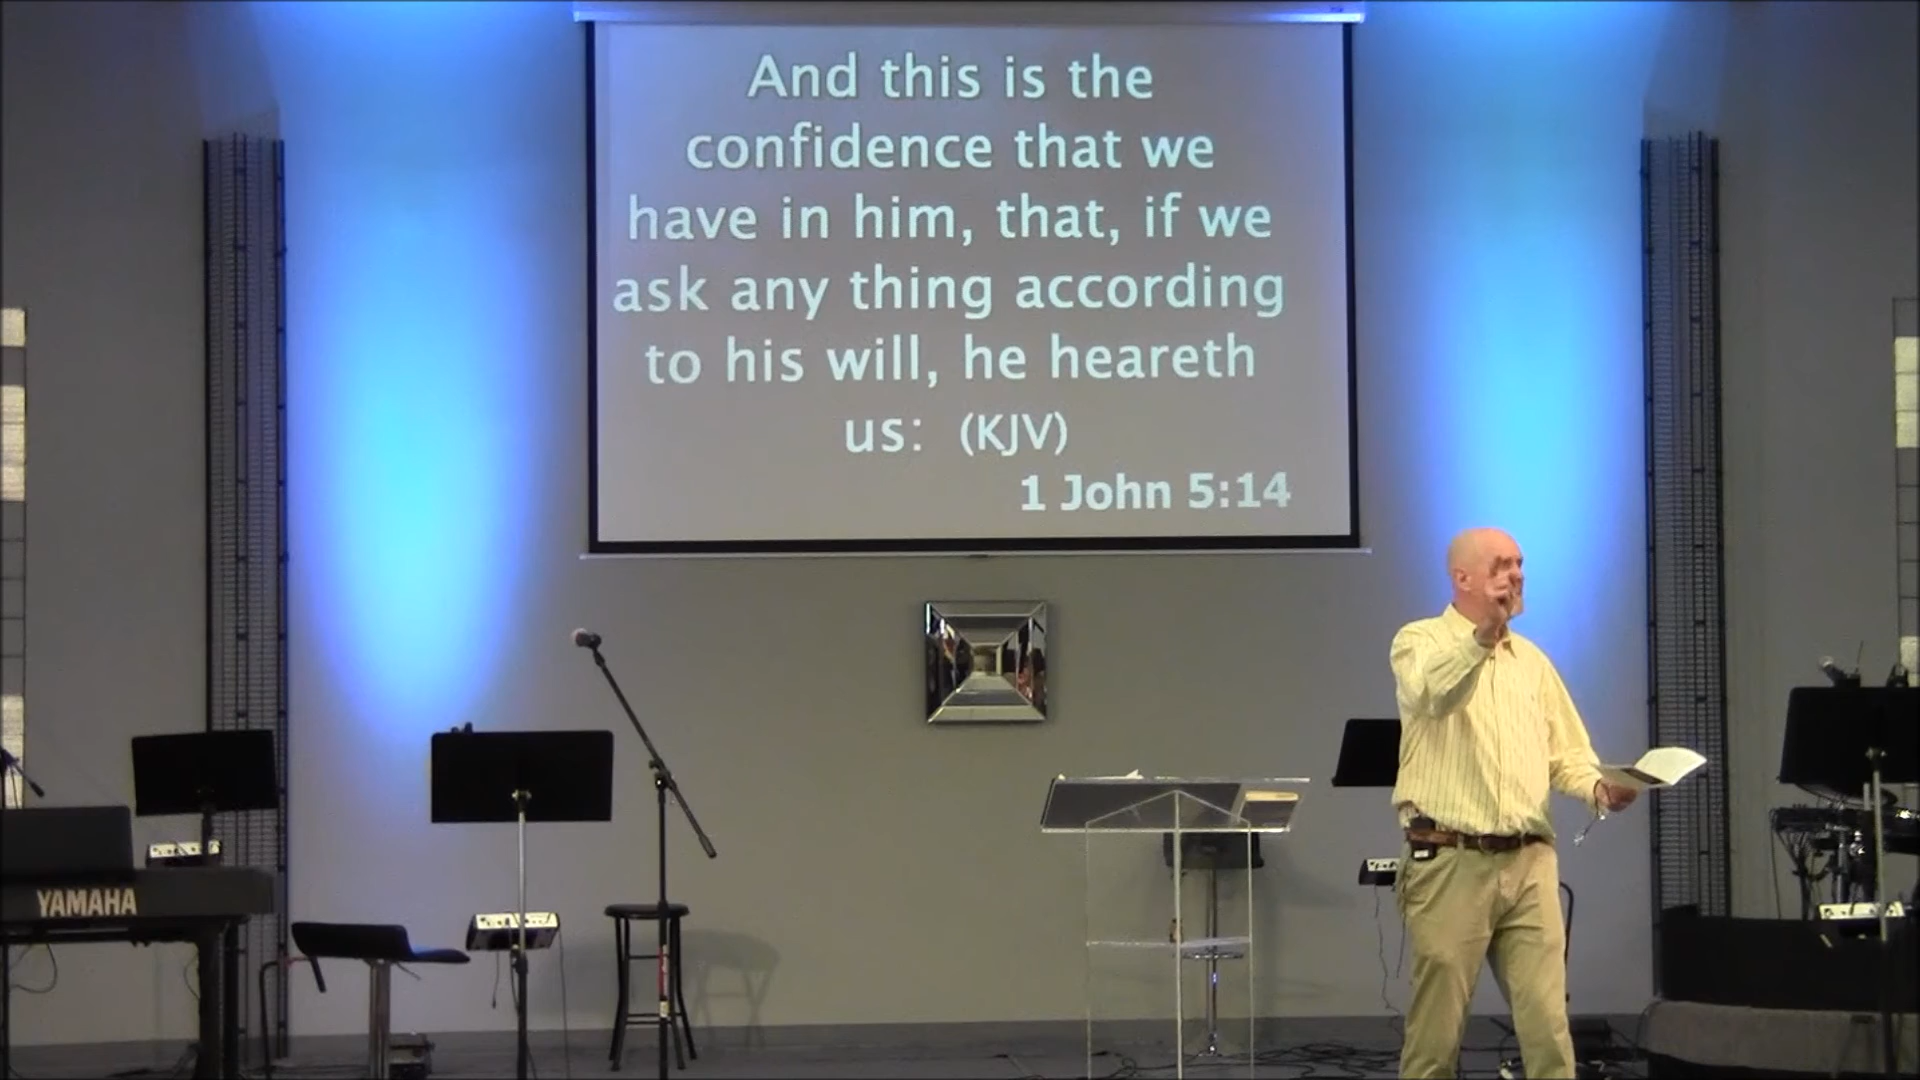 And this is the
confidence that we
have in him, that, if we
ask any thing according
to his will, he heareth
us: (KJV)
1 John 5:14
YAMAHA